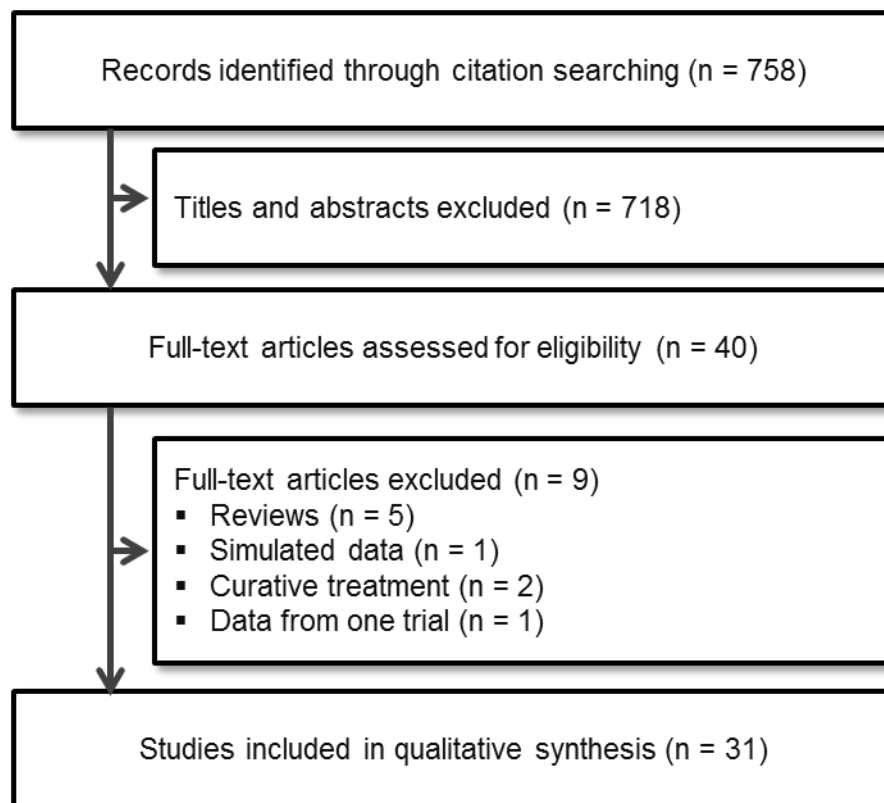 Records identified through citation searching (n = 758)
Titles and abstracts excluded (n = 718)
Full-text articles assessed for eligibility (n = 40)
Full-text articles excluded (n = 9)
▪ Reviews (n = 5)
▪ Simulated data (n = 1)
▪ Curative treatment (n = 2)
▪ Data from one trial (n = 1)
Studies included in qualitative synthesis (n = 31)